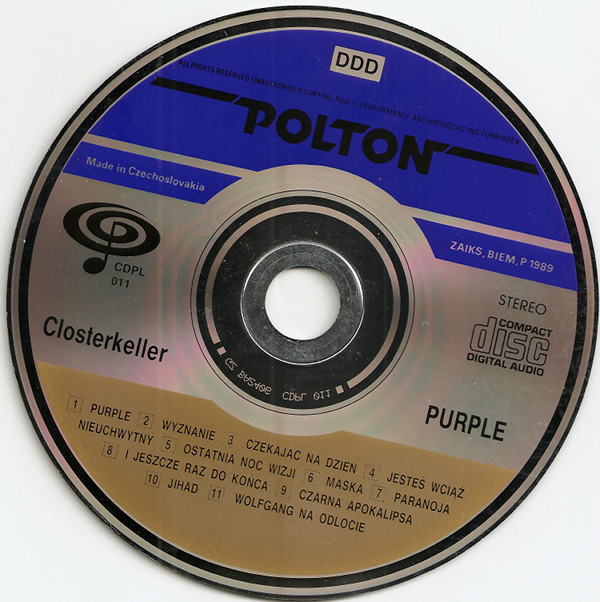 DDD
ALL RIGHTS RESERVED UNAUTHORISED COPYING PUBLIC PERFORMANCE AND BROADCASTING FORBIDDEN
POLTON
Made in Czechoslovakia
ZAIKS, BIEM, P 1989
CDPL
011
STEREO
COMPACT
disc
DIGITAL AUDIO
Closterkeller
PURPLE
CDPL 011
1 PURPLE 2 WYZNANIE 3 CZEKAJAC NA DZIEN 4 JESTES WCIĄŻ
NIEUCHWYTNY 5 OSTATNIA NOC WIZJI 6 MASKA 7 PARANOJA
8 I JESZCZE RAZ DO KONCA 9 CZARNA APOKALIPSA
10 JIHAD 11 WOLFGANG NA ODLOCIE